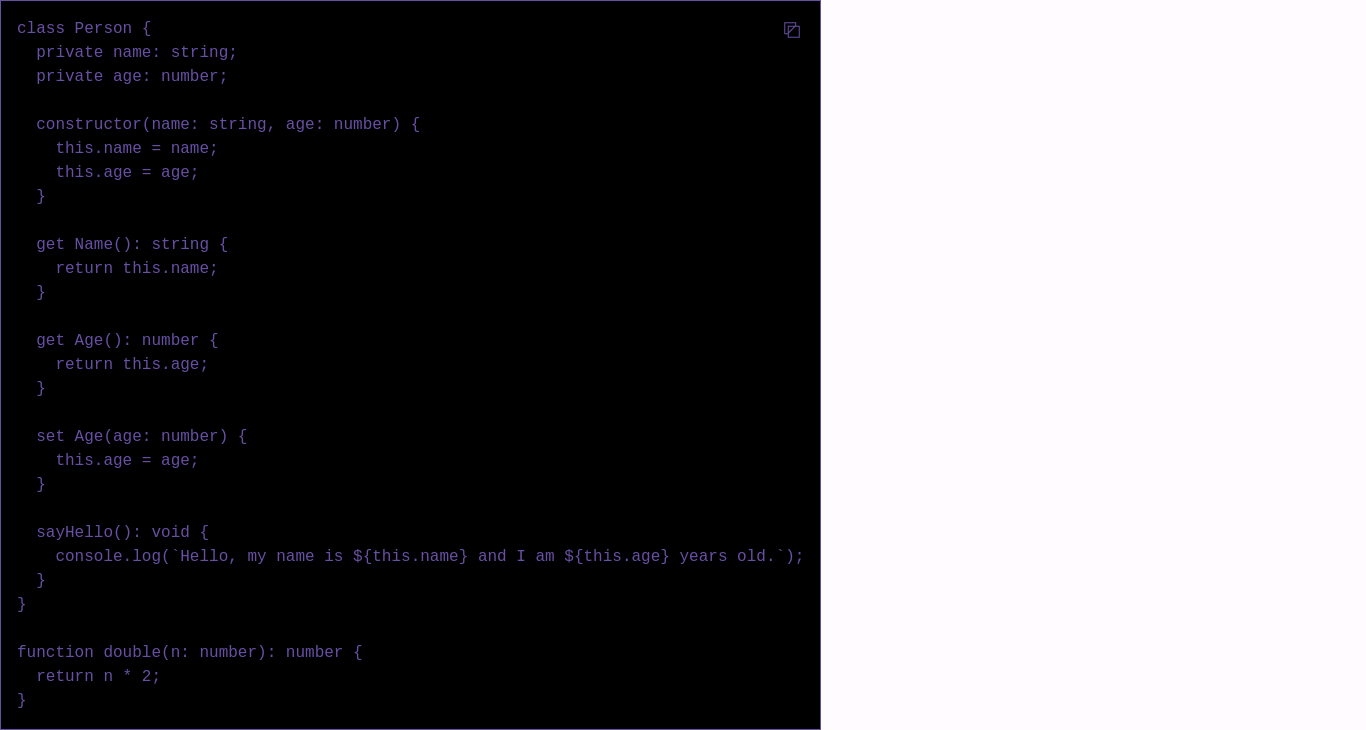 class Person {
  private name: string;
  private age: number;

  constructor(name: string, age: number) {
    this.name = name;
    this.age = age;
  }

  get Name(): string {
    return this.name;
  }

  get Age(): number {
    return this.age;
  }

  set Age(age: number) {
    this.age = age;
  }

  sayHello(): void {
    console.log(`Hello, my name is ${this.name} and I am ${this.age} years old.`);
  }
}

function double(n: number): number {
  return n * 2;
}